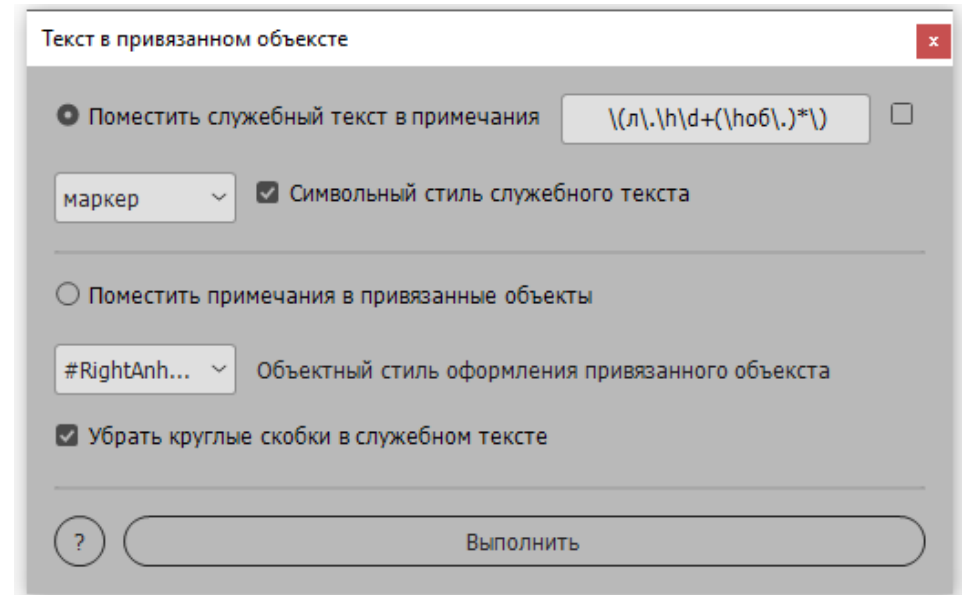 Текст в привязанном объексте
x
Поместить служебный текст в примечания
\(л\.\h\d+(\hоб\.)*\)
маркер
Символьный стиль служебного текста
Поместить примечания в привязанные объекты
#RightAnh...
Объектный стиль оформления привязанного объекста
Убрать круглые скобки в служебном тексте
?
Выполнить